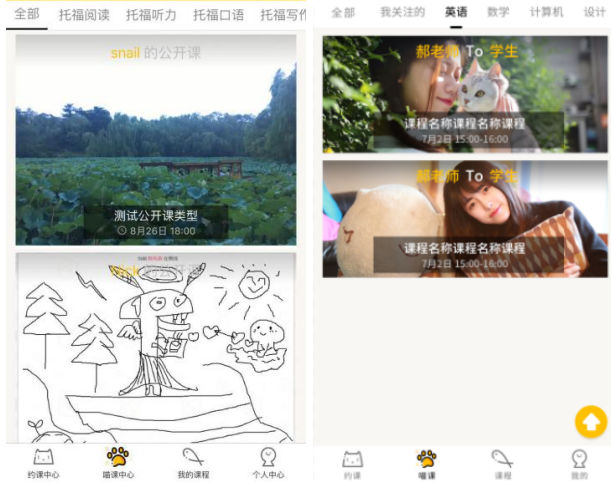 全部 托福阅读 托福听力 托福口语 托福写作
snail 的公开课
测试公开课类型
8月26日 18:00
的公开课
约课中心 喵课中心 我的课程 个人中心
全部 我关注的 英语 数学 计算机 设计
郝老师 To 学生
课程名称课程名称课程
7月2日 15:00-16:00
郝老师 To 学生
课程名称课程名称课程
7月2日 15:00-16:00
约课 喵课 课程 我的